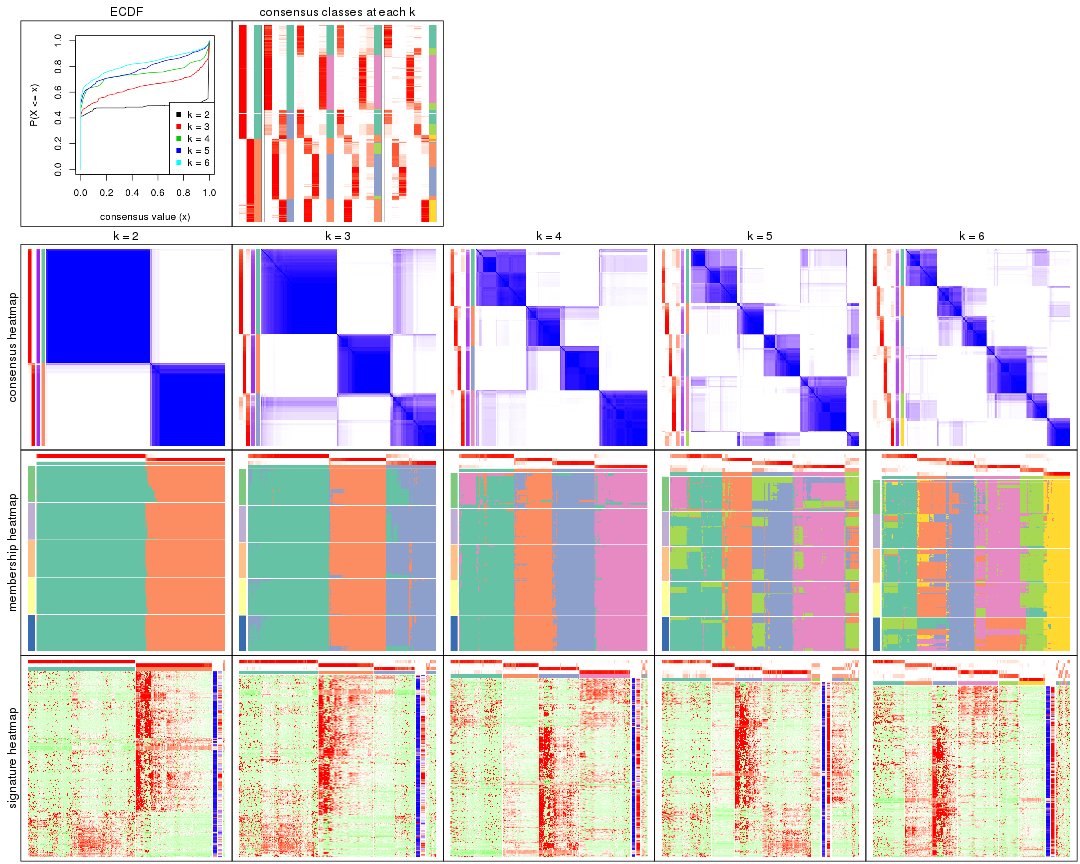 ECDF
consensus classes at each k
P(X <= x)
1.0
0.8
0.6
0.4
0.2
0.0
k = 2
k = 3
k = 4
k = 5
k = 6
0.0 0.2 0.4 0.6 0.8 1.0
consensus value (x)
k = 2 k = 3 k = 4 k = 5 k = 6
consensus heatmap
membership heatmap
signature heatmap